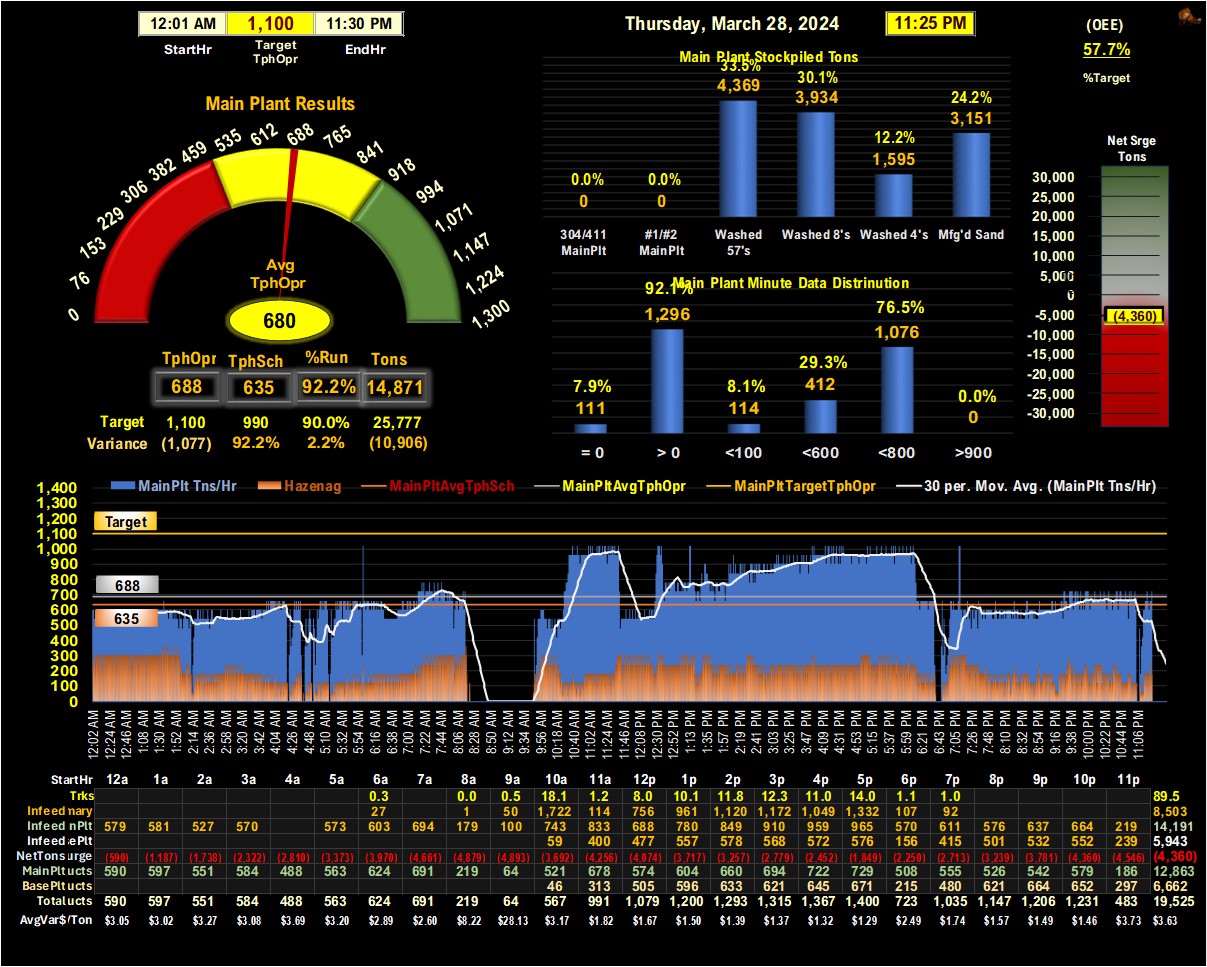 12:01 AM 1,100 11:30 PM
StartHr Target TphOpr EndHr
Thursday, March 28, 2024 11:25 PM
(OEE)
57.7%
%Target
Main Plant Results
0 76 153 229 306 382 459 535 612 688 765 841 918 994 1,071 1,147 1,224 1,300
Avg
TphOpr
680
TphOpr TphSch %Run Tons
688 635 92.2% 14,871
Target 1,100 990 90.0% 25,777
Variance (1,077) 92.2% 2.2% (10,906)
Main Plant Stockpiled Tons
0.0% 0.0% 33.5% 30.1% 12.2% 24.2%
0 0 4,369 3,934 1,595 3,151
304/411 MainPlt #1/#2 MainPlt Washed 57's Washed 8's Washed 4's Mfg'd Sand
Main Plant Minute Data Distrinution
7.9% 92.1% 8.1% 29.3% 76.5% 0.0%
111 1,296 114 412 1,076 0
= 0 > 0 <100 <600 <800 >900
Net Srge
Tons
30,000
25,000
20,000
15,000
10,000
5,000
0
-5,000
(4,360)
-10,000
-15,000
-20,000
-25,000
-30,000
MainPlt Tns/Hr Hazenag MainPltAvgTphSch MainPltAvgTphOpr MainPltTargetTphOpr 30 per. Mov. Avg. (MainPlt Tns/Hr)
1,400
1,300
1,200
1,100
1,000
900
800
700
600
500
400
300
200
100
0
Target
688
635
12:02 AM 12:24 AM 12:46 AM 1:08 AM 1:30 AM 1:52 AM 2:14 AM 2:36 AM 2:58 AM 3:20 AM 3:42 AM 4:04 AM 4:26 AM 4:48 AM 5:10 AM 5:32 AM 5:54 AM 6:16 AM 6:38 AM 7:00 AM 7:22 AM 7:44 AM 8:06 AM 8:28 AM 8:50 AM 9:12 AM 9:34 AM 9:56 AM 10:18 AM 10:40 AM 11:02 AM 11:24 AM 11:46 AM 12:08 PM 12:30 PM 12:52 PM 1:13 PM 1:35 PM 1:57 PM 2:19 PM 2:41 PM 3:03 PM 3:25 PM 3:47 PM 4:09 PM 4:31 PM 4:53 PM 5:15 PM 5:37 PM 5:59 PM 6:21 PM 6:43 PM 7:05 PM 7:26 PM 7:48 PM 8:10 PM 8:32 PM 8:54 PM 9:16 PM 9:38 PM 10:00 PM 10:22 PM 10:44 PM 11:06 PM
StartHr 12a 1a 2a 3a 4a 5a 6a 7a 8a 9a 10a 11a 12p 1p 2p 3p 4p 5p 6p 7p 8p 9p 10p 11p
Trks 0.3 0.0 0.5 18.1 1.2 8.0 10.1 11.8 12.3 11.0 14.0 1.1 1.0 89.5
Infeed nary 27 1 50 1,722 114 756 961 1,120 1,172 1,049 1,332 107 92 8,503
Infeed nPlt 579 581 527 570 573 603 694 179 100 743 833 688 780 849 910 959 965 570 611 576 637 664 219 14,191
Infeed ePlt 59 400 477 557 538 568 572 576 156 415 501 532 552 239 5,943
NetTons urge (590) (1,187) (1,738) (2,322) (2,810) (3,373) (3,970) (4,661) (4,879) (4,893) (3,692) (4,256) (4,074) (3,717) (3,257) (2,779) (2,452) (1,849) (2,250) (2,713) (3,239) (3,781) (4,360) (4,546) (4,360)
MainPlt ucts 590 597 551 584 488 563 624 691 219 64 521 678 574 604 660 694 722 729 508 555 526 542 579 186 12,863
BasePlt ucts 46 313 505 596 633 621 645 671 215 480 621 664 652 297 6,662
Total ucts 590 597 551 584 488 563 624 691 219 64 567 991 1,079 1,200 1,293 1,315 1,367 1,400 723 1,035 1,147 1,206 1,231 483 19,525
AvgVar$/Ton $3.05 $3.02 $3.27 $3.08 $3.69 $3.20 $2.89 $2.60 $8.22 $28.13 $3.17 $1.82 $1.67 $1.50 $1.39 $1.37 $1.32 $1.29 $2.49 $1.74 $1.57 $1.49 $1.46 $3.73 $3.63